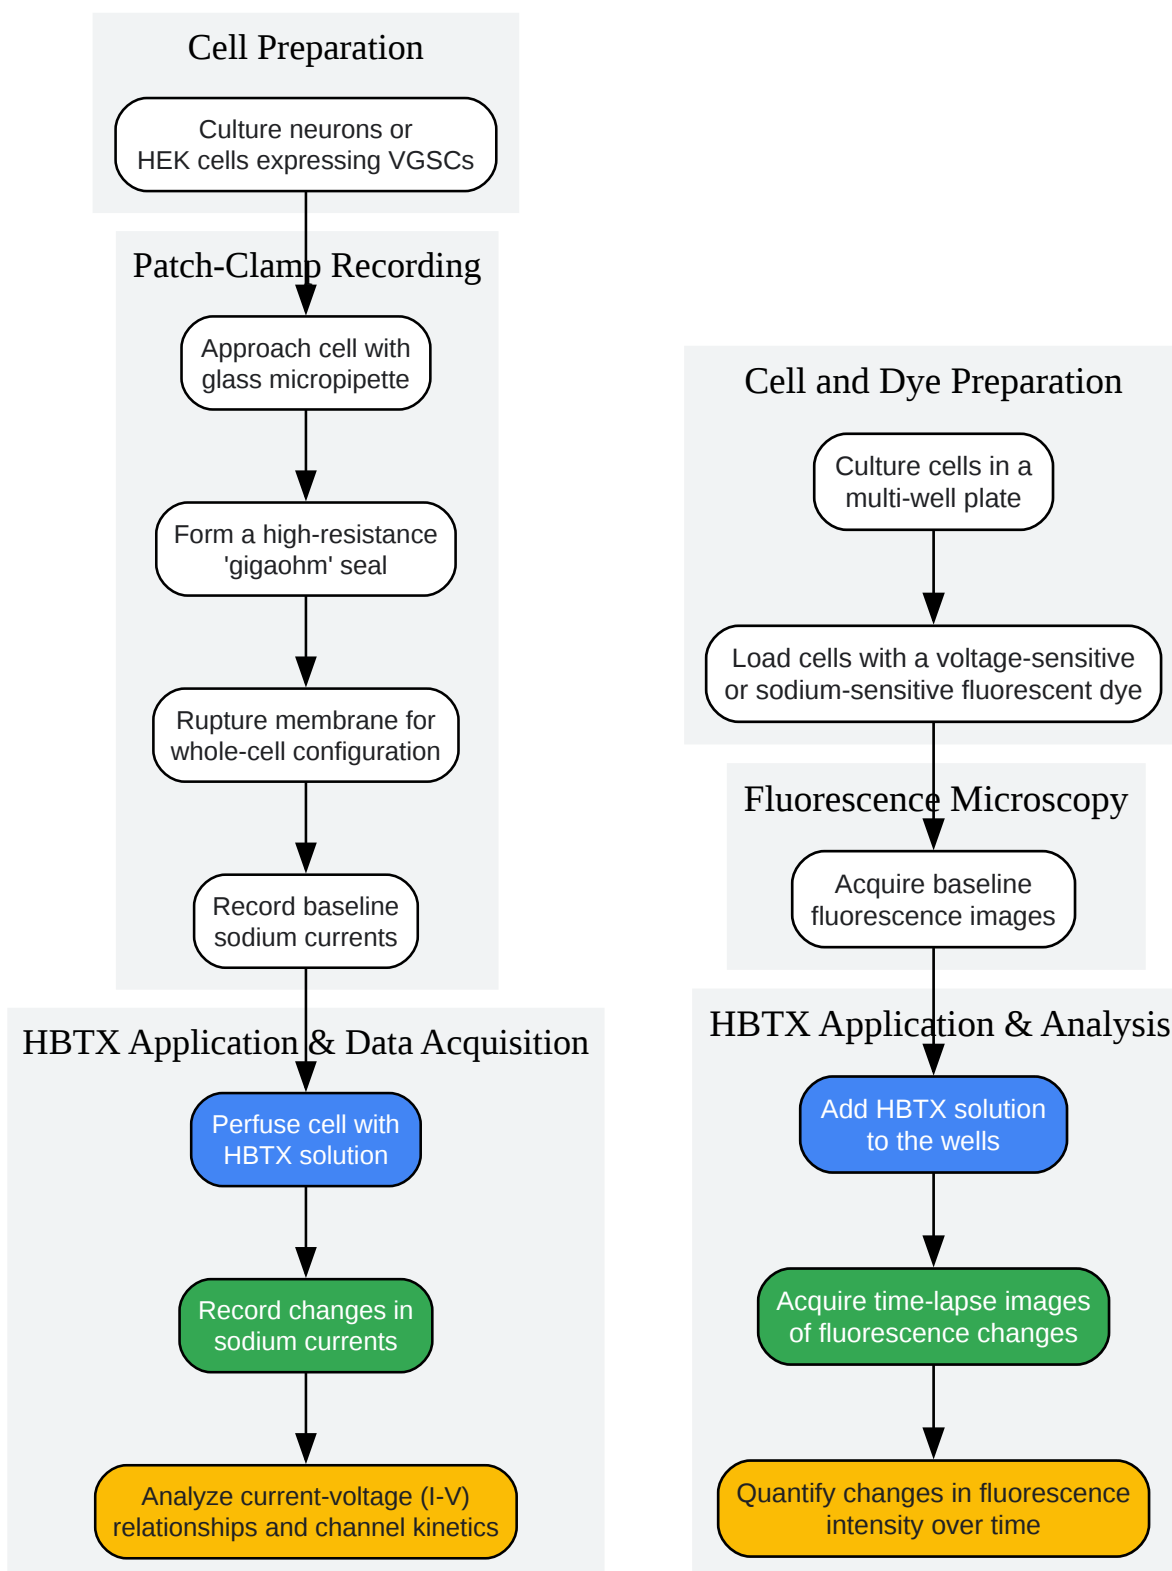 Cell Preparation
Culture neurons or
HEK cells expressing VGSCs
Patch-Clamp Recording
Approach cell with
glass micropipette
Form a high-resistance
'gigaohm' seal
Rupture membrane for
whole-cell configuration
Record baseline
sodium currents
HBTX Application & Data Acquisition
Perfuse cell with
HBTX solution
Record changes in
sodium currents
Analyze current-voltage (I-V)
relationships and channel kinetics
Cell and Dye Preparation
Culture cells in a
multi-well plate
Load cells with a voltage-sensitive
or sodium-sensitive fluorescent dye
Fluorescence Microscopy
Acquire baseline
fluorescence images
HBTX Application & Analysis
Add HBTX solution
to the wells
Acquire time-lapse images
of fluorescence changes
Quantify changes in fluorescence
intensity over time